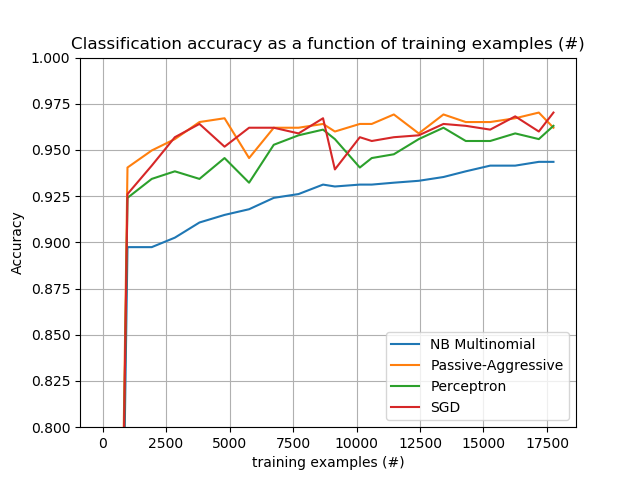 Classification accuracy as a function of training examples (#)
1.000
0.975
0.950
0.925
0.900
0.875
0.850
0.825
0.800
Accuracy
NB Multinomial
Passive-Aggressive
Perceptron
SGD
0 2500 5000 7500 10000 12500 15000 17500
training examples (#)